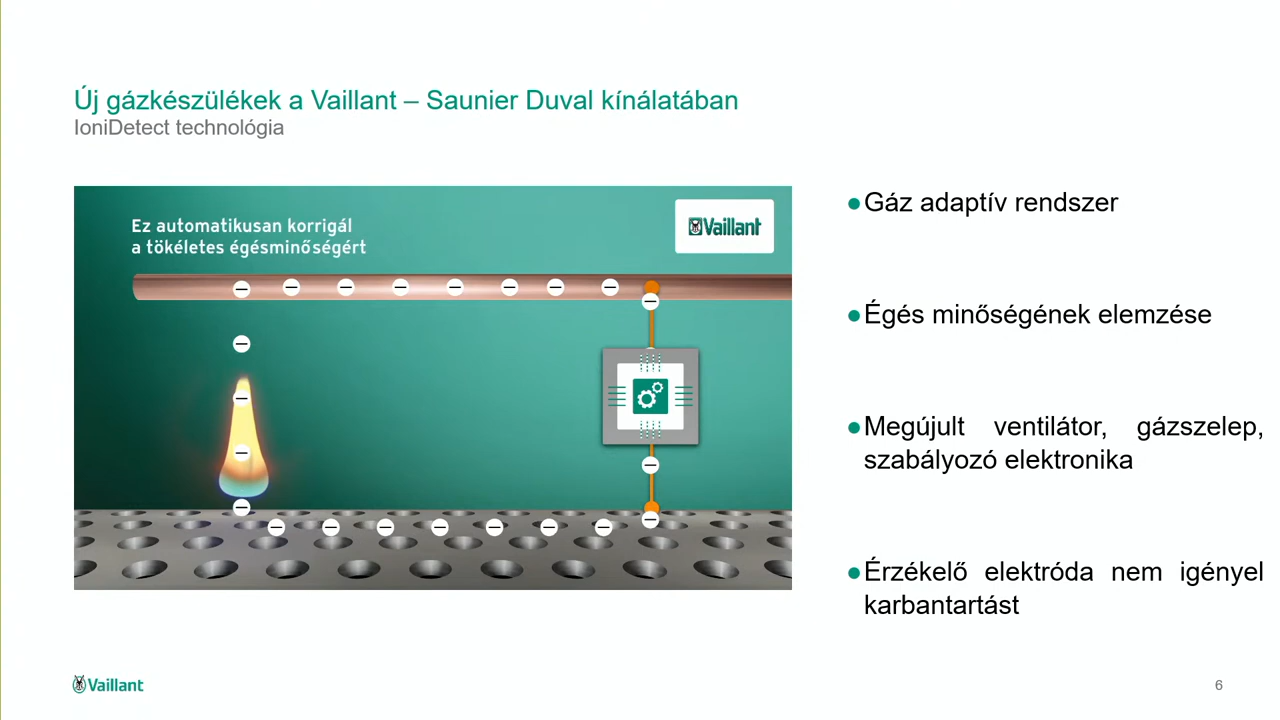 Új gázkészülékek a Vaillant – Saunier Duval kínálatában
IoniDetect technológia
Ez automatikusan korrigál
a tökéletes égésminőségért
Vaillant
●Gáz adaptív rendszer
●Égés minőségének elemzése
●Megújult ventilátor, gázszelep,
szabályozó elektronika
●Érzékelő elektróda nem igényel
karbantartást
Vaillant
6